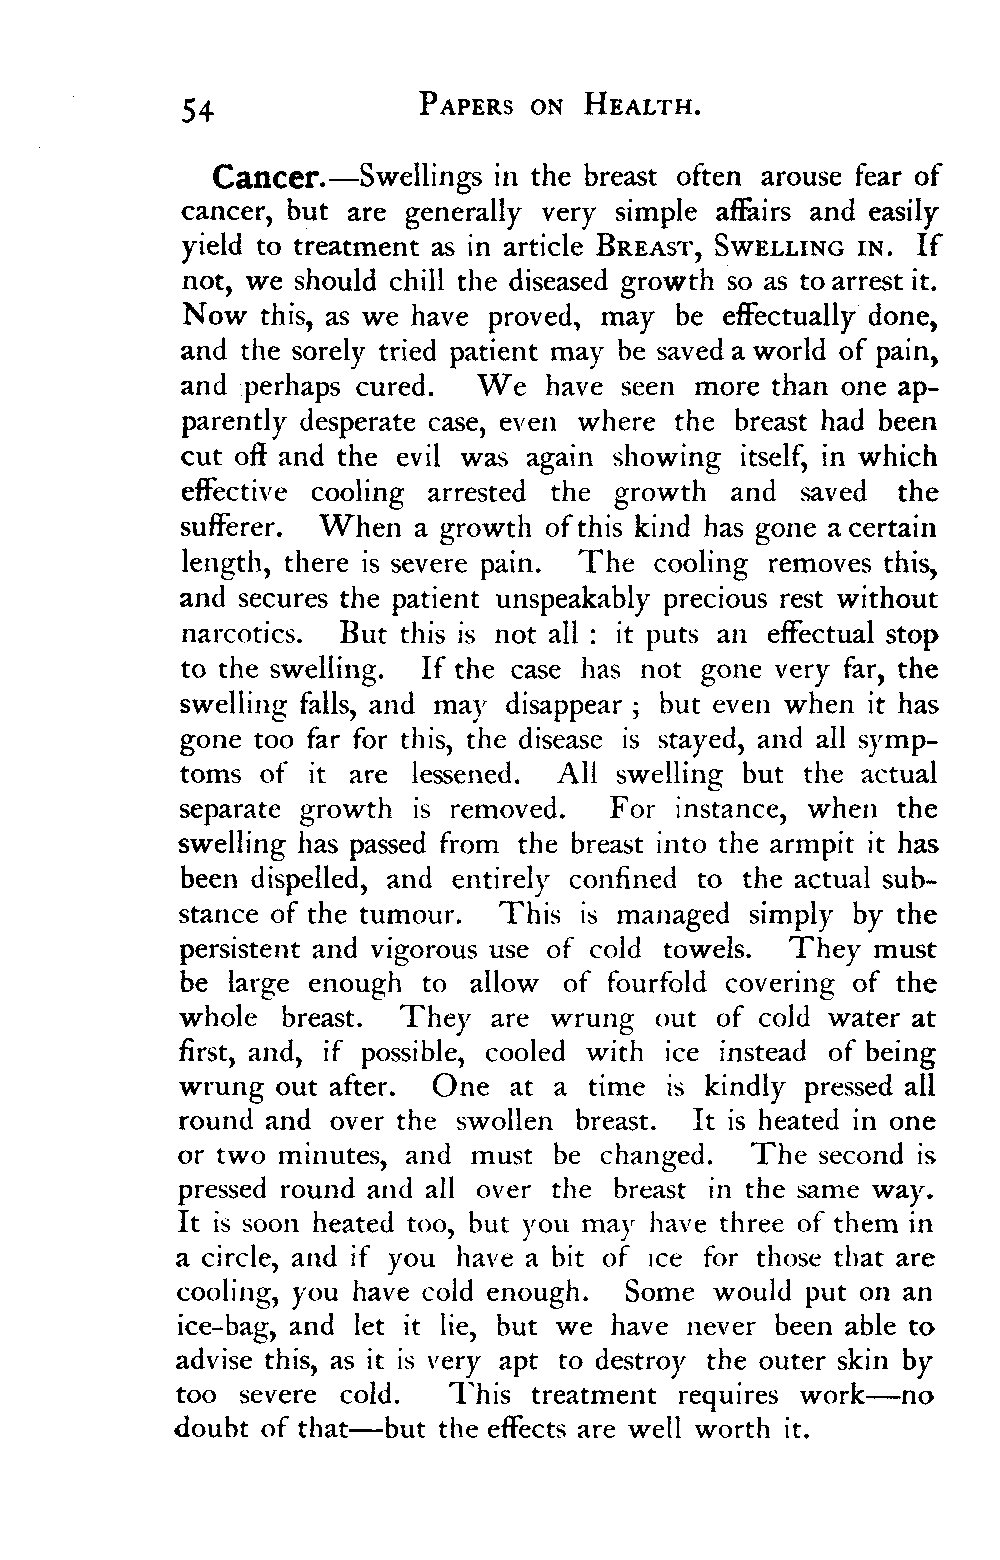 54 PAPERS ON HEALTH.
Cancer.—Swellings in the breast often arouse fear of
cancer, but are generally very simple affairs and easily
yield to treatment as in article BREAST, SWELLING IN. If
not, we should chill the diseased growth so as to arrest it.
Now this, as we have proved, may be effectually done,
and the sorely tried patient may be saved a world of pain,
and perhaps cured. We have seen more than one ap-
parently desperate case, even where the breast had been
cut off and the evil was again showing itself, in which
effective cooling arrested the growth and saved the
sufferer. When a growth of this kind has gone a certain
length, there is severe pain. The cooling removes this,
and secures the patient unspeakably precious rest without
narcotics. But this is not all : it puts an effectual stop
to the swelling. If the case has not gone very far, the
swelling falls, and may disappear ; but even when it has
gone too far for this, the disease is stayed, and all symp-
toms of it are lessened. All swelling but the actual
separate growth is removed. For instance, when the
swelling has passed from the breast into the armpit it has
been dispelled, and entirely confined to the actual sub-
stance of the tumour. This is managed simply by the
persistent and vigorous use of cold towels. They must
be large enough to allow of fourfold covering of the
whole breast. They are wrung out of cold water at
first, and, if possible, cooled with ice instead of being
wrung out after. One at a time is kindly pressed all
round and over the swollen breast. It is heated in one
or two minutes, and must be changed. The second is
pressed round and all over the breast in the same way.
It is soon heated too, but you may have three of them in
a circle, and if you have a bit of ice for those that are
cooling, you have cold enough. Some would put on an
ice-bag, and let it lie, but we have never been able to
advise this, as it is very apt to destroy the outer skin by
too severe cold. This treatment requires work—no
doubt of that—but the effects are well worth it.